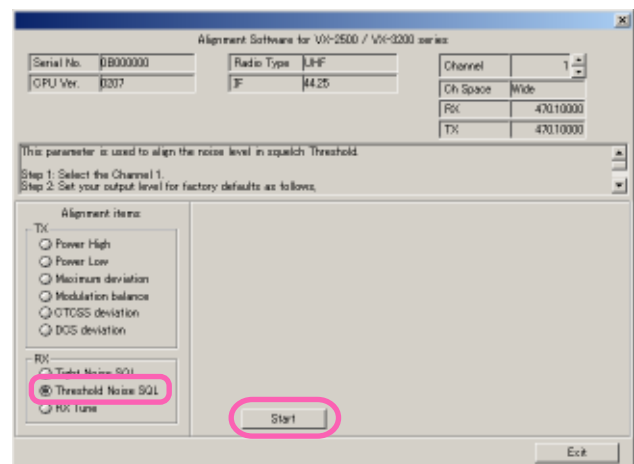 Alignment Software for VX-2500 / VX-3200 series
Serial No. 0B000000
Radio Type UHF
Channel 1
CPU Ver. 0207
IF 44.25
Ch Space Wide
RX 470.10000
TX 470.10000
This parameter is used to align the noise level in squelch Threshold.
Step 1: Select the Channel 1.
Step 2: Set your output level for factory defaults as follows,
Alignment items
TX
Power High
Power Low
Maximum deviation
Modulation balance
CTCSS deviation
DCS deviation
RX
Tight Noise SQL
Threshold Noise SQL
RX Tune
Start
Exit